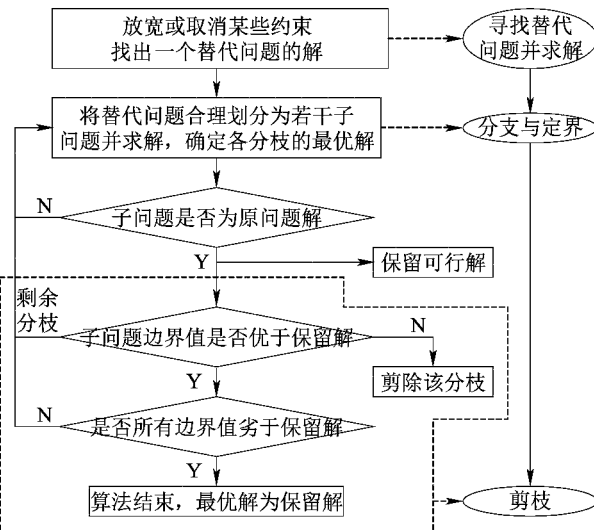 放宽或取消某些约束
找出一个替代问题的解
寻找替代
问题并求解
将替代问题合理划分为若干子
问题并求解，确定各分枝的最优解
分支与定界
N
子问题是否为原问题解
Y
保留可行解
剩余
分枝
子问题边界值是否优于保留解
N
Y
剪除该分枝
N
是否所有边界值劣于保留解
Y
算法结束，最优解为保留解
剪枝